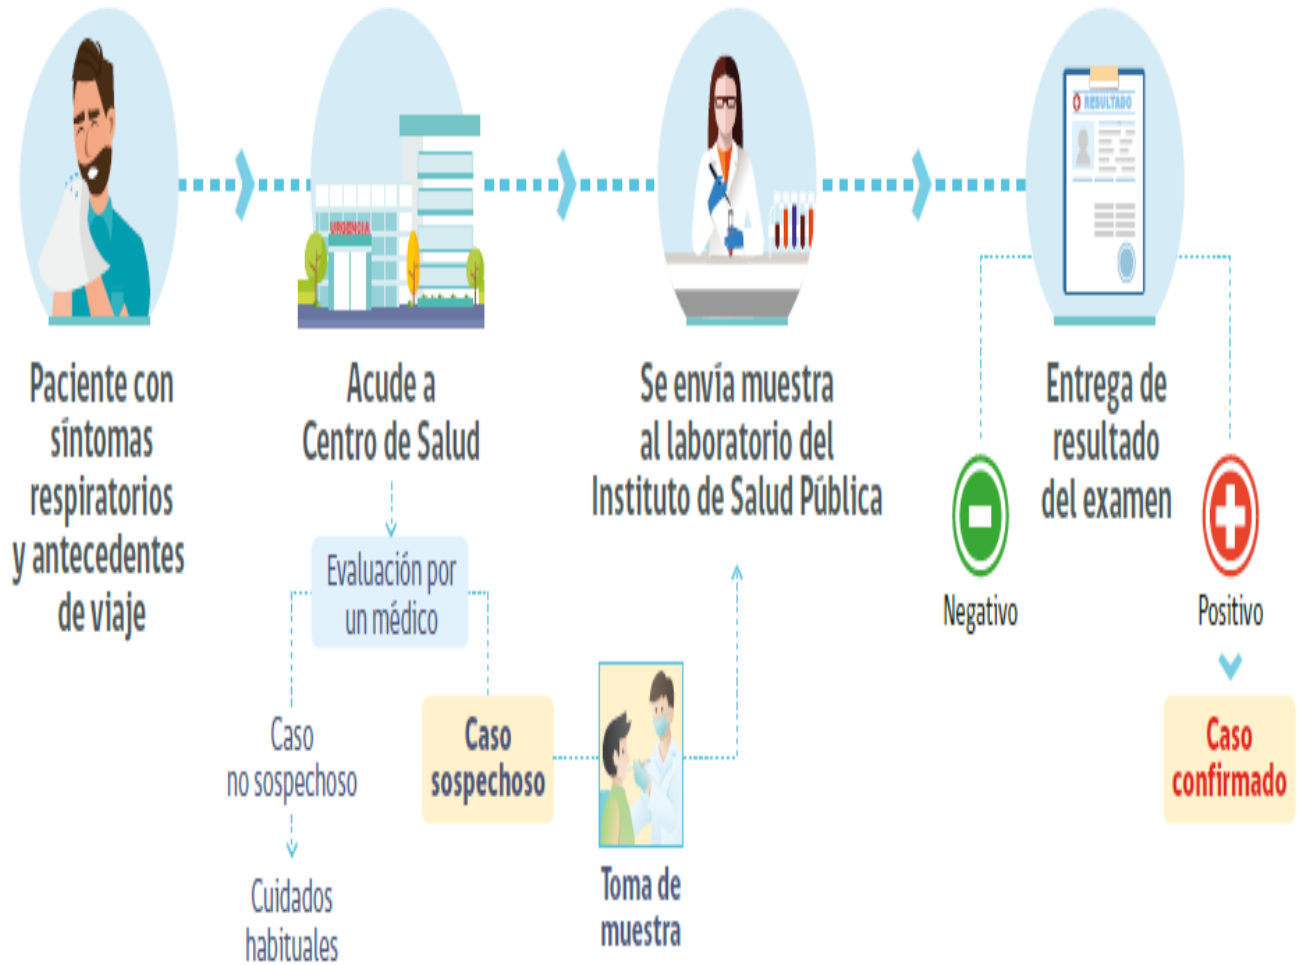 Paciente con
síntomas
respiratorios
y antecedentes
de viaje
URGENCIA
Acude a
Centro de Salud
Evaluación por
un médico
Caso
no sospechoso
Cuidados
habituales
Caso
sospechoso
Toma de
muestra
Se envía muestra
al laboratorio del
Instituto de Salud Pública
RESULTADO
Entrega de
resultado
del examen
Negativo
Positivo
Caso
confirmado